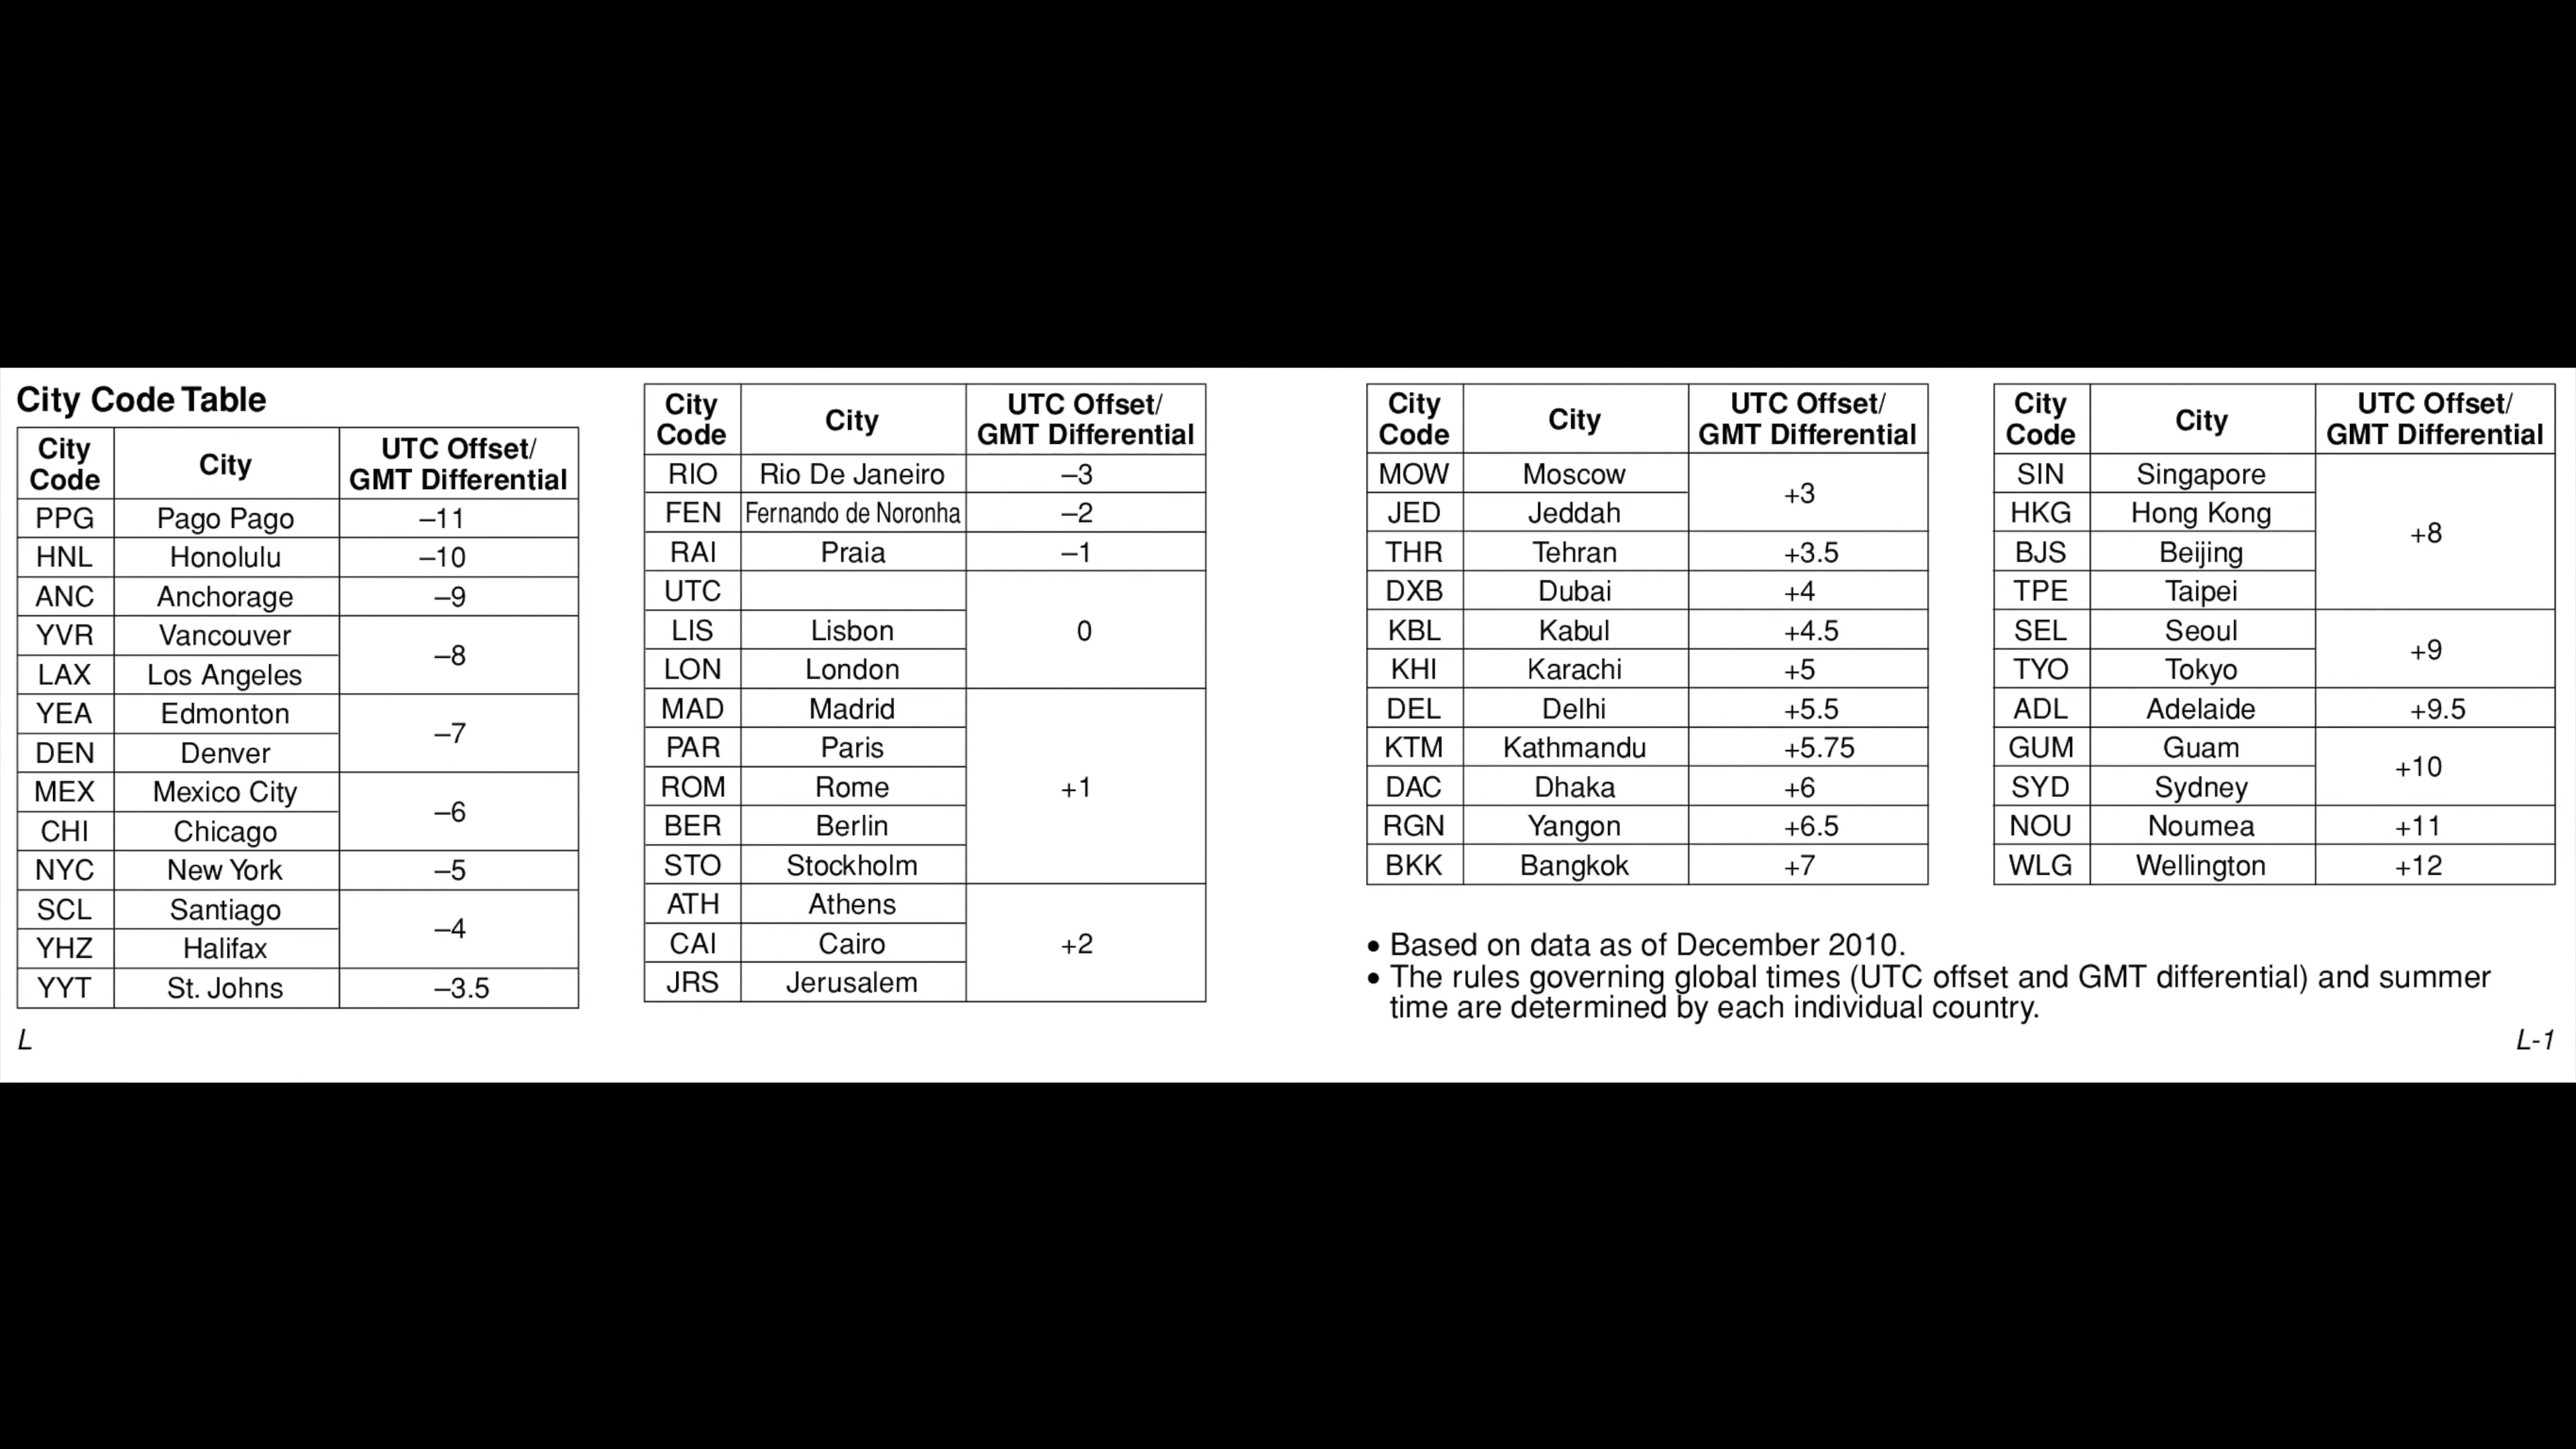 City Code Table
City Code City UTC Offset/ GMT Differential
PPG Pago Pago –11
HNL Honolulu –10
ANC Anchorage –9
YVR Vancouver –8
LAX Los Angeles
YEA Edmonton –7
DEN Denver
MEX Mexico City –6
CHI Chicago
NYC New York –5
SCL Santiago –4
YHZ Halifax
YYT St. Johns –3.5
L
City Code City UTC Offset/ GMT Differential
RIO Rio De Janeiro –3
FEN Fernando de Noronha –2
RAI Praia –1
UTC
LIS Lisbon 0
LON London
MAD Madrid
PAR Paris
ROM Rome +1
BER Berlin
STO Stockholm
ATH Athens
CAI Cairo +2
JRS Jerusalem
City Code City UTC Offset/ GMT Differential
MOW Moscow +3
JED Jeddah
THR Tehran +3.5
DXB Dubai +4
KBL Kabul +4.5
KHI Karachi +5
DEL Delhi +5.5
KTM Kathmandu +5.75
DAC Dhaka +6
RGN Yangon +6.5
BKK Bangkok +7
City Code City UTC Offset/ GMT Differential
SIN Singapore
HKG Hong Kong +8
BJS Beijing
TPE Taipei
SEL Seoul +9
TYO Tokyo
ADL Adelaide +9.5
GUM Guam +10
SYD Sydney
NOU Noumea +11
WLG Wellington +12
• Based on data as of December 2010.
• The rules governing global times (UTC offset and GMT differential) and summer
time are determined by each individual country.
L-1